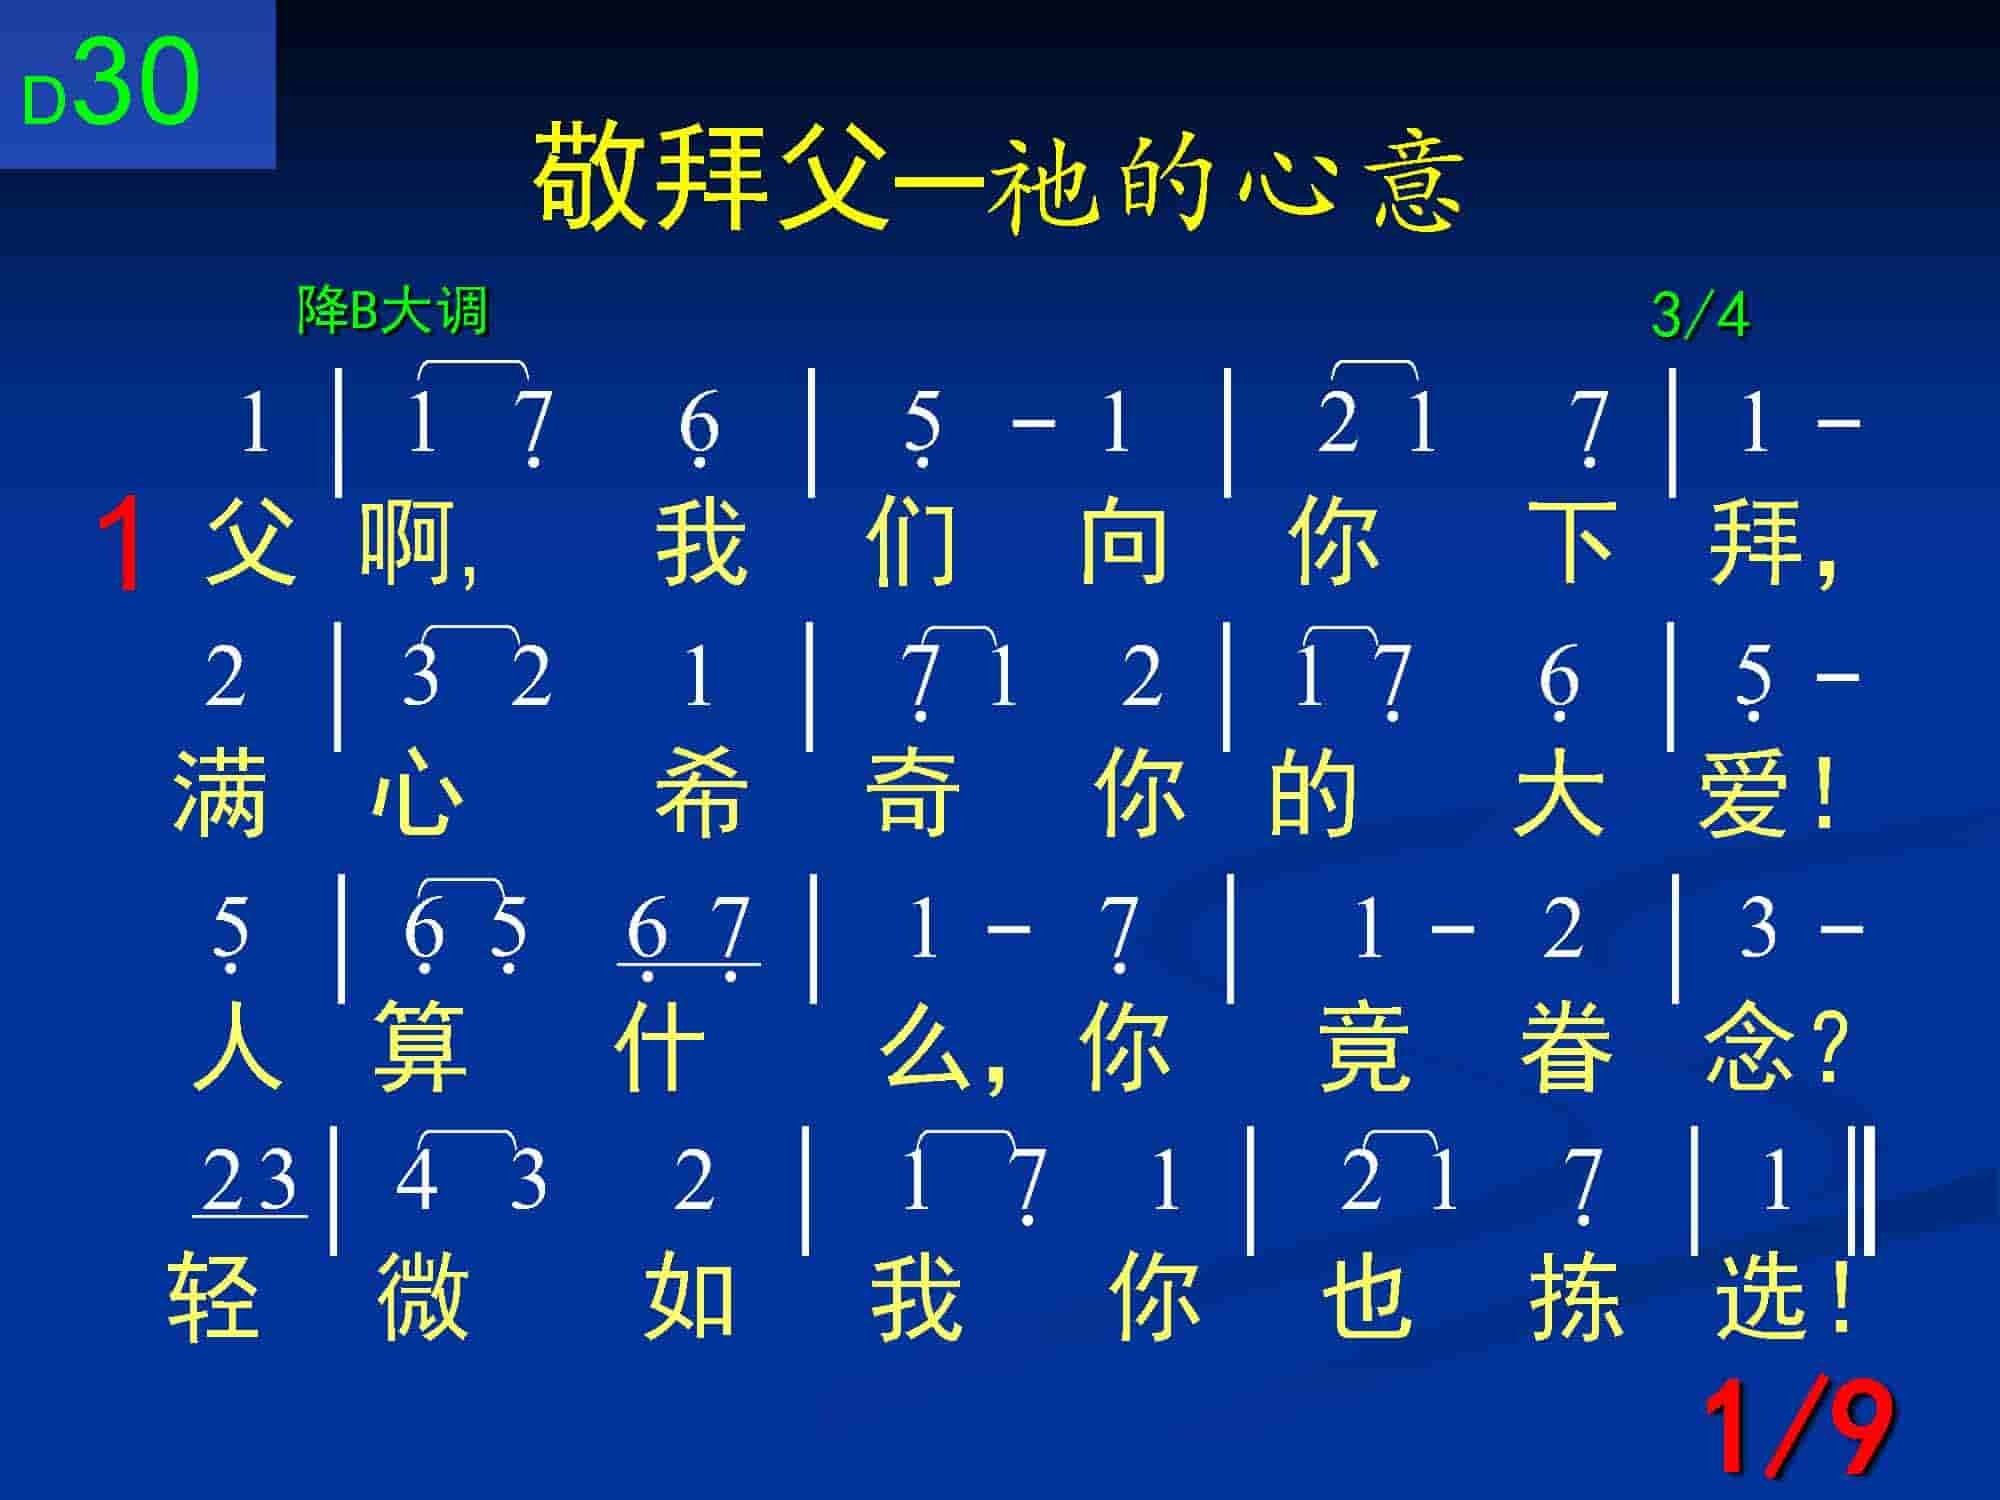 D30
敬拜父—祂的心意
降B大调 3/4
1 | 1 7̣ 6̣ | 5̣ - 1 | 2 1 7̣ | 1 -
1 父 啊, 我 们 向 你 下 拜，
2 | 3 2 1 | 7̣ 1 2 | 1 7̣ 6̣ | 5̣ -
满 心 希 奇 你 的 大 爱！
5̣ | 6̣ 5̣ 6̣ 7̣ | 1 - 7̣ | 1 - 2 | 3 -
人 算 什 么，你 竟 眷 念？
2 3 | 4 3 2 | 1 7̣ 1 | 2 1 7̣ | 1 ‖
轻 微 如 我 你 也 拣 选！
1/9